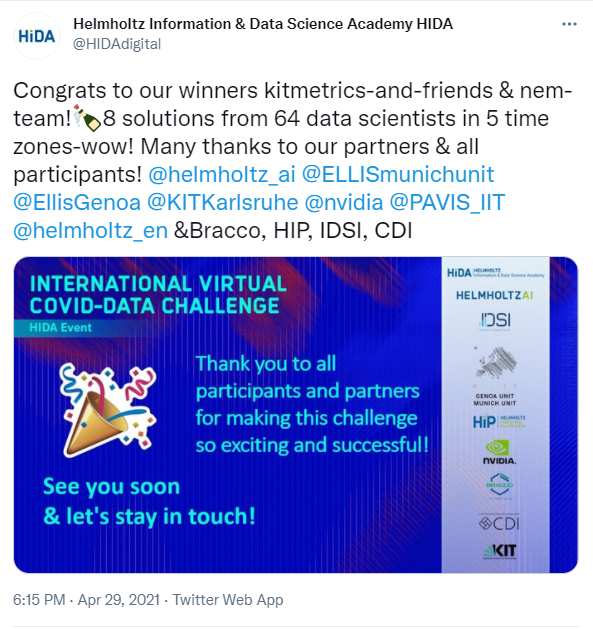 HiDA
Helmholtz Information & Data Science Academy HIDA
@HIDAdigital
Congrats to our winners kitmetrics-and-friends & nem-
team!🍾8 solutions from 64 data scientists in 5 time
zones-wow! Many thanks to our partners & all
participants! @helmholtz_ai @ELLISmunichunit
@EllisGenoa @KITKarlsruhe @nvidia @PAVIS_IIT
@helmholtz_en &Bracco, HIP, IDSI, CDI
INTERNATIONAL VIRTUAL
COVID-DATA CHALLENGE
HIDA Event
Thank you to all
participants and partners
for making this challenge
so exciting and successful!
See you soon
& let's stay in touch!
HiDA HELMHOLTZ
Information & Data Science Academy
HELMHOLTZAI
IDSI
GENOA UNIT
MUNICH UNIT
HiP HELMHOLTZ
NVIDIA.
BRACCO
CDI
KIT
6:15 PM · Apr 29, 2021 · Twitter Web App